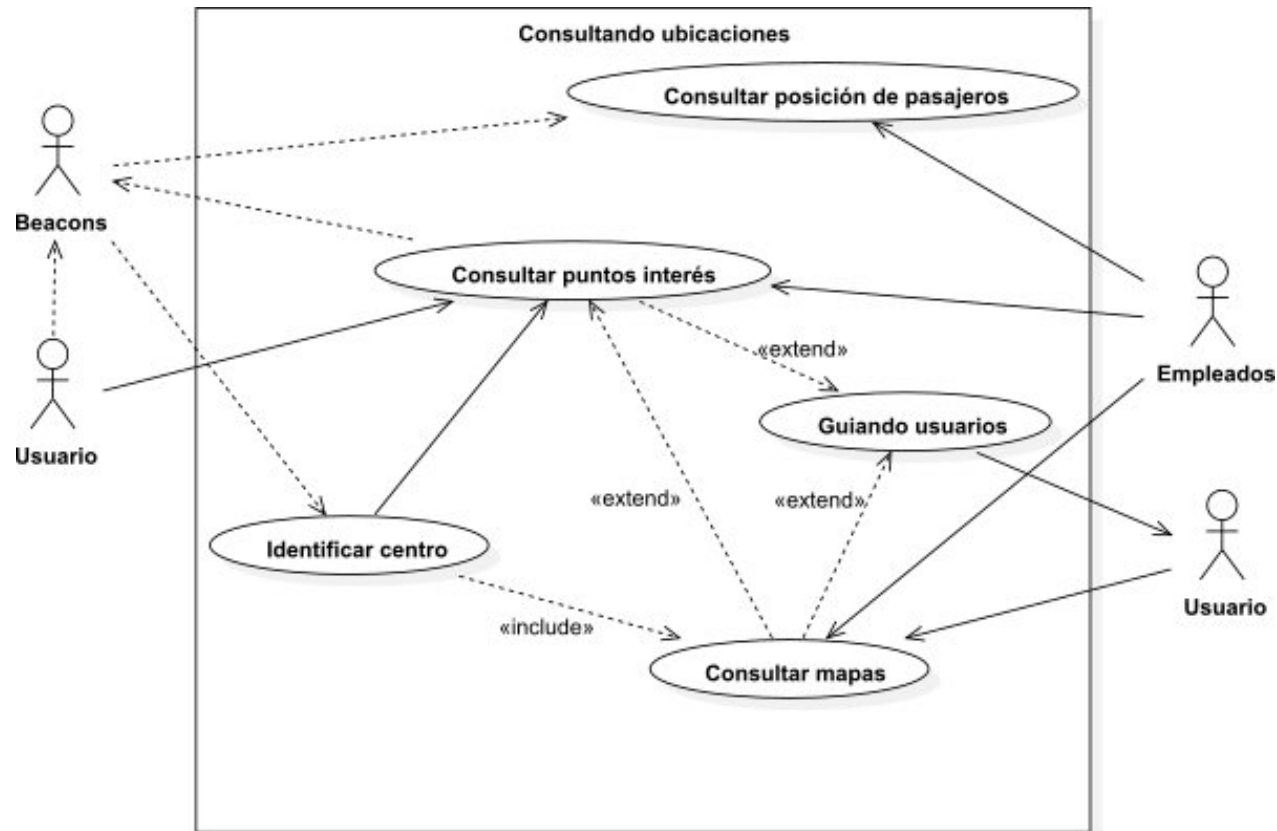 Consultando ubicaciones
Consultar posición de pasajeros
Beacons
Consultar puntos interés
«extend»
Empleados
Usuario
Guiando usuarios
«extend»
«extend»
Identificar centro
Usuario
«include»
Consultar mapas